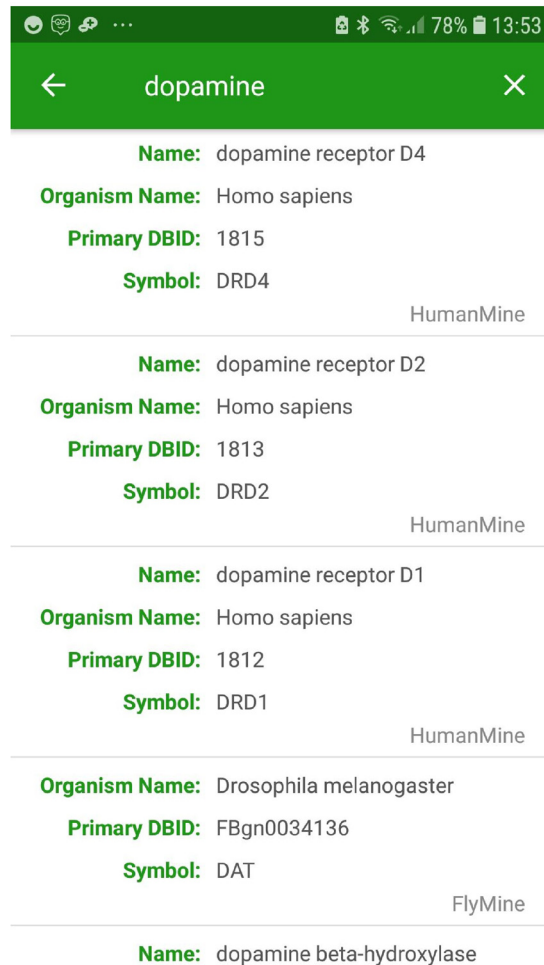 78% 13:53
dopamine
Name: dopamine receptor D4
Organism Name: Homo sapiens
Primary DBID: 1815
Symbol: DRD4
HumanMine
Name: dopamine receptor D2
Organism Name: Homo sapiens
Primary DBID: 1813
Symbol: DRD2
HumanMine
Name: dopamine receptor D1
Organism Name: Homo sapiens
Primary DBID: 1812
Symbol: DRD1
HumanMine
Organism Name: Drosophila melanogaster
Primary DBID: FBgn0034136
Symbol: DAT
FlyMine
Name: dopamine beta-hydroxylase